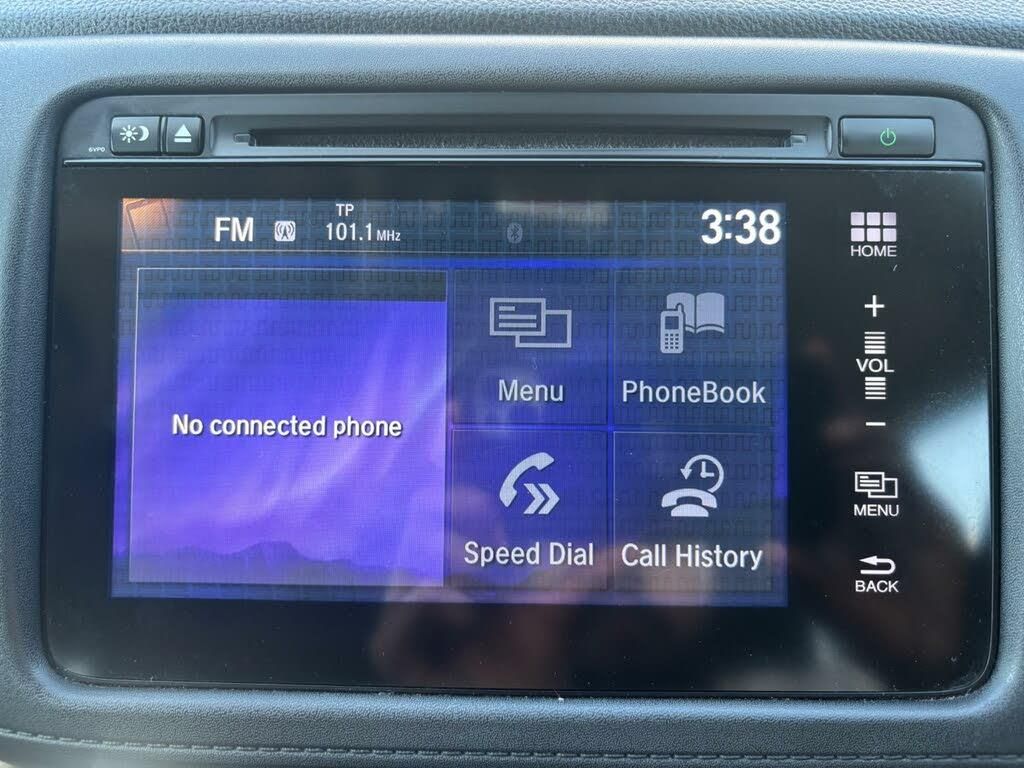 6VP0
TP
FM 101.1 MHz 3:38
HOME
+
VOL
−
MENU
BACK
No connected phone
Menu PhoneBook
Speed Dial Call History